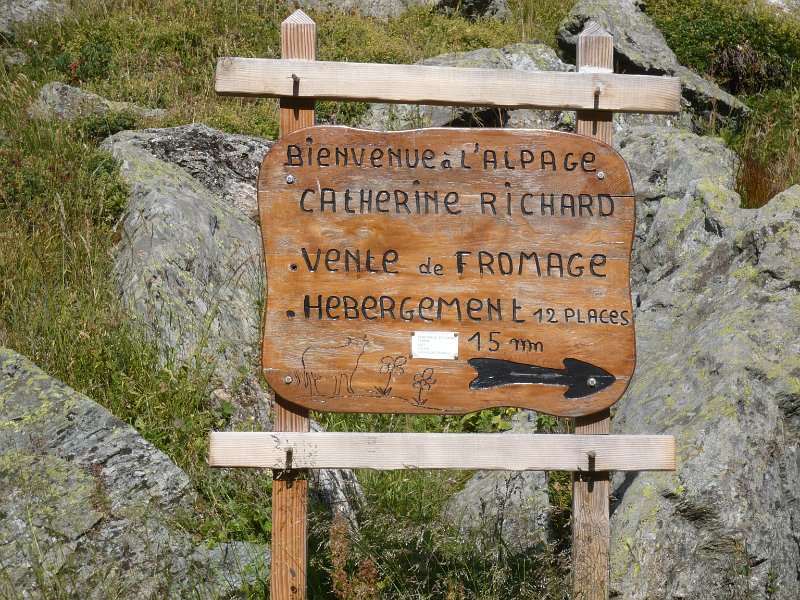 BIENVENUE à L'ALPAGE
CATHERINE RICHARD
. VENTE de FROMAGE
. HEBERGEMENT 12 PLACES
15 mn